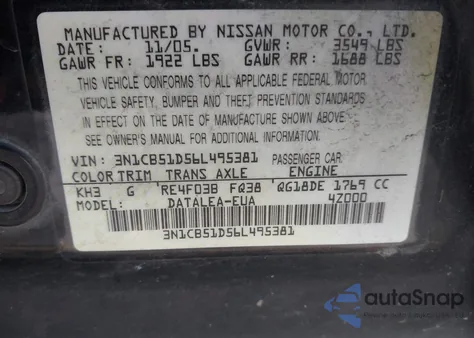 MANUFACTURED BY NISSAN MOTOR CO., LTD.
DATE: 11/05. GVWR: 3549 LBS
GAWR FR: 1922 LBS GAWR RR: 1688 LBS
THIS VEHICLE CONFORMS TO ALL APPLICABLE FEDERAL MOTOR
VEHICLE SAFETY, BUMPER AND THEFT PREVENTION STANDARDS
IN EFFECT ON THE DATE OF MANUFACTURE SHOWN ABOVE.
SEE OWNER'S MANUAL FOR ADDITIONAL INFORMATION.
VIN: 3N1CB51D56L495381 PASSENGER CAR
COLOR TRIM TRANS AXLE ENGINE
KH3 G RE4F03B FQ38 QG18DE 1769 CC
MODEL: DATALEA-EUA 4Z000
3N1CB51D56L495381
autoSnap